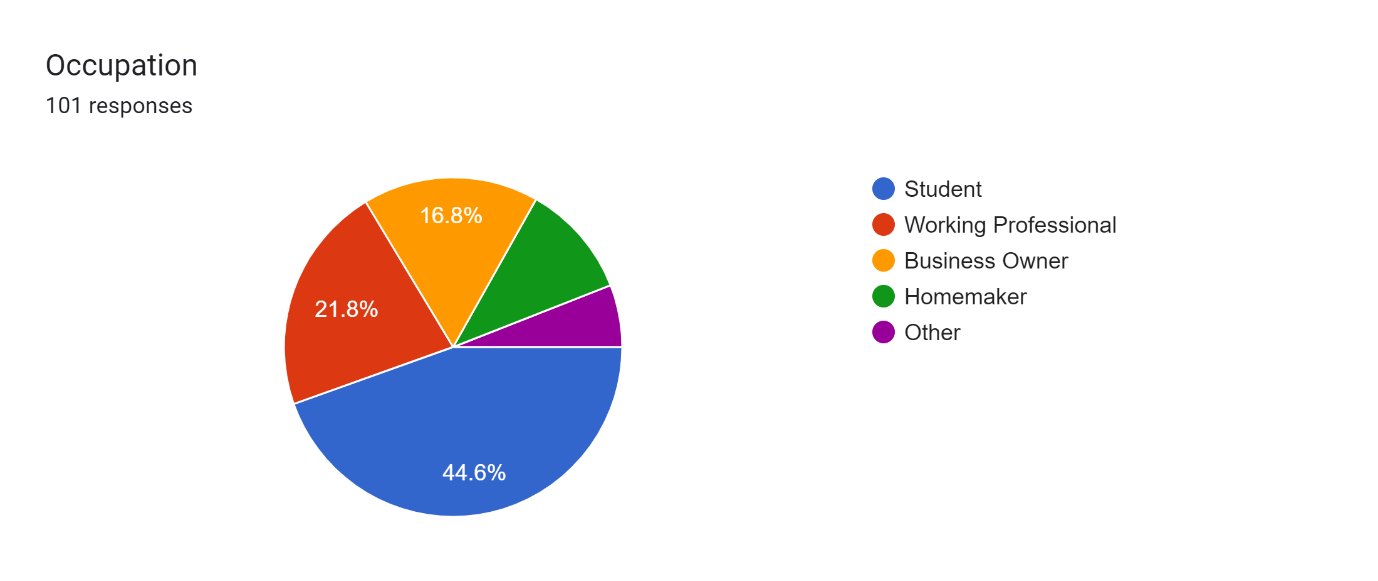 Occupation
101 responses
16.8%
21.8%
44.6%
Student
Working Professional
Business Owner
Homemaker
Other